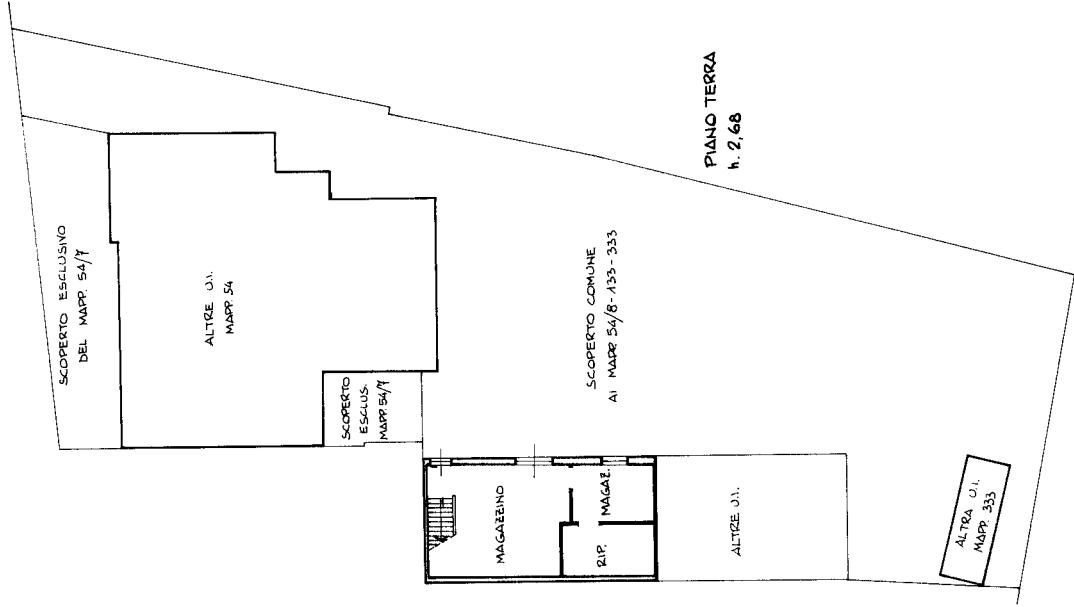 SCOPERTO ESCLUSIVO
DEL MAPP. 54/7
ALTRE U.I.
MAPP. 54
SCOPERTO
ESCLUS.
MAPP. 54/7
SCOPERTO COMUNE
AI MAPP 54/8-133-333
PIANO TERRA
h. 2,68
MAGAZZINO
MAGAZ.
RIP.
ALTRE U.I.
ALTRA U.I.
MAPP. 333